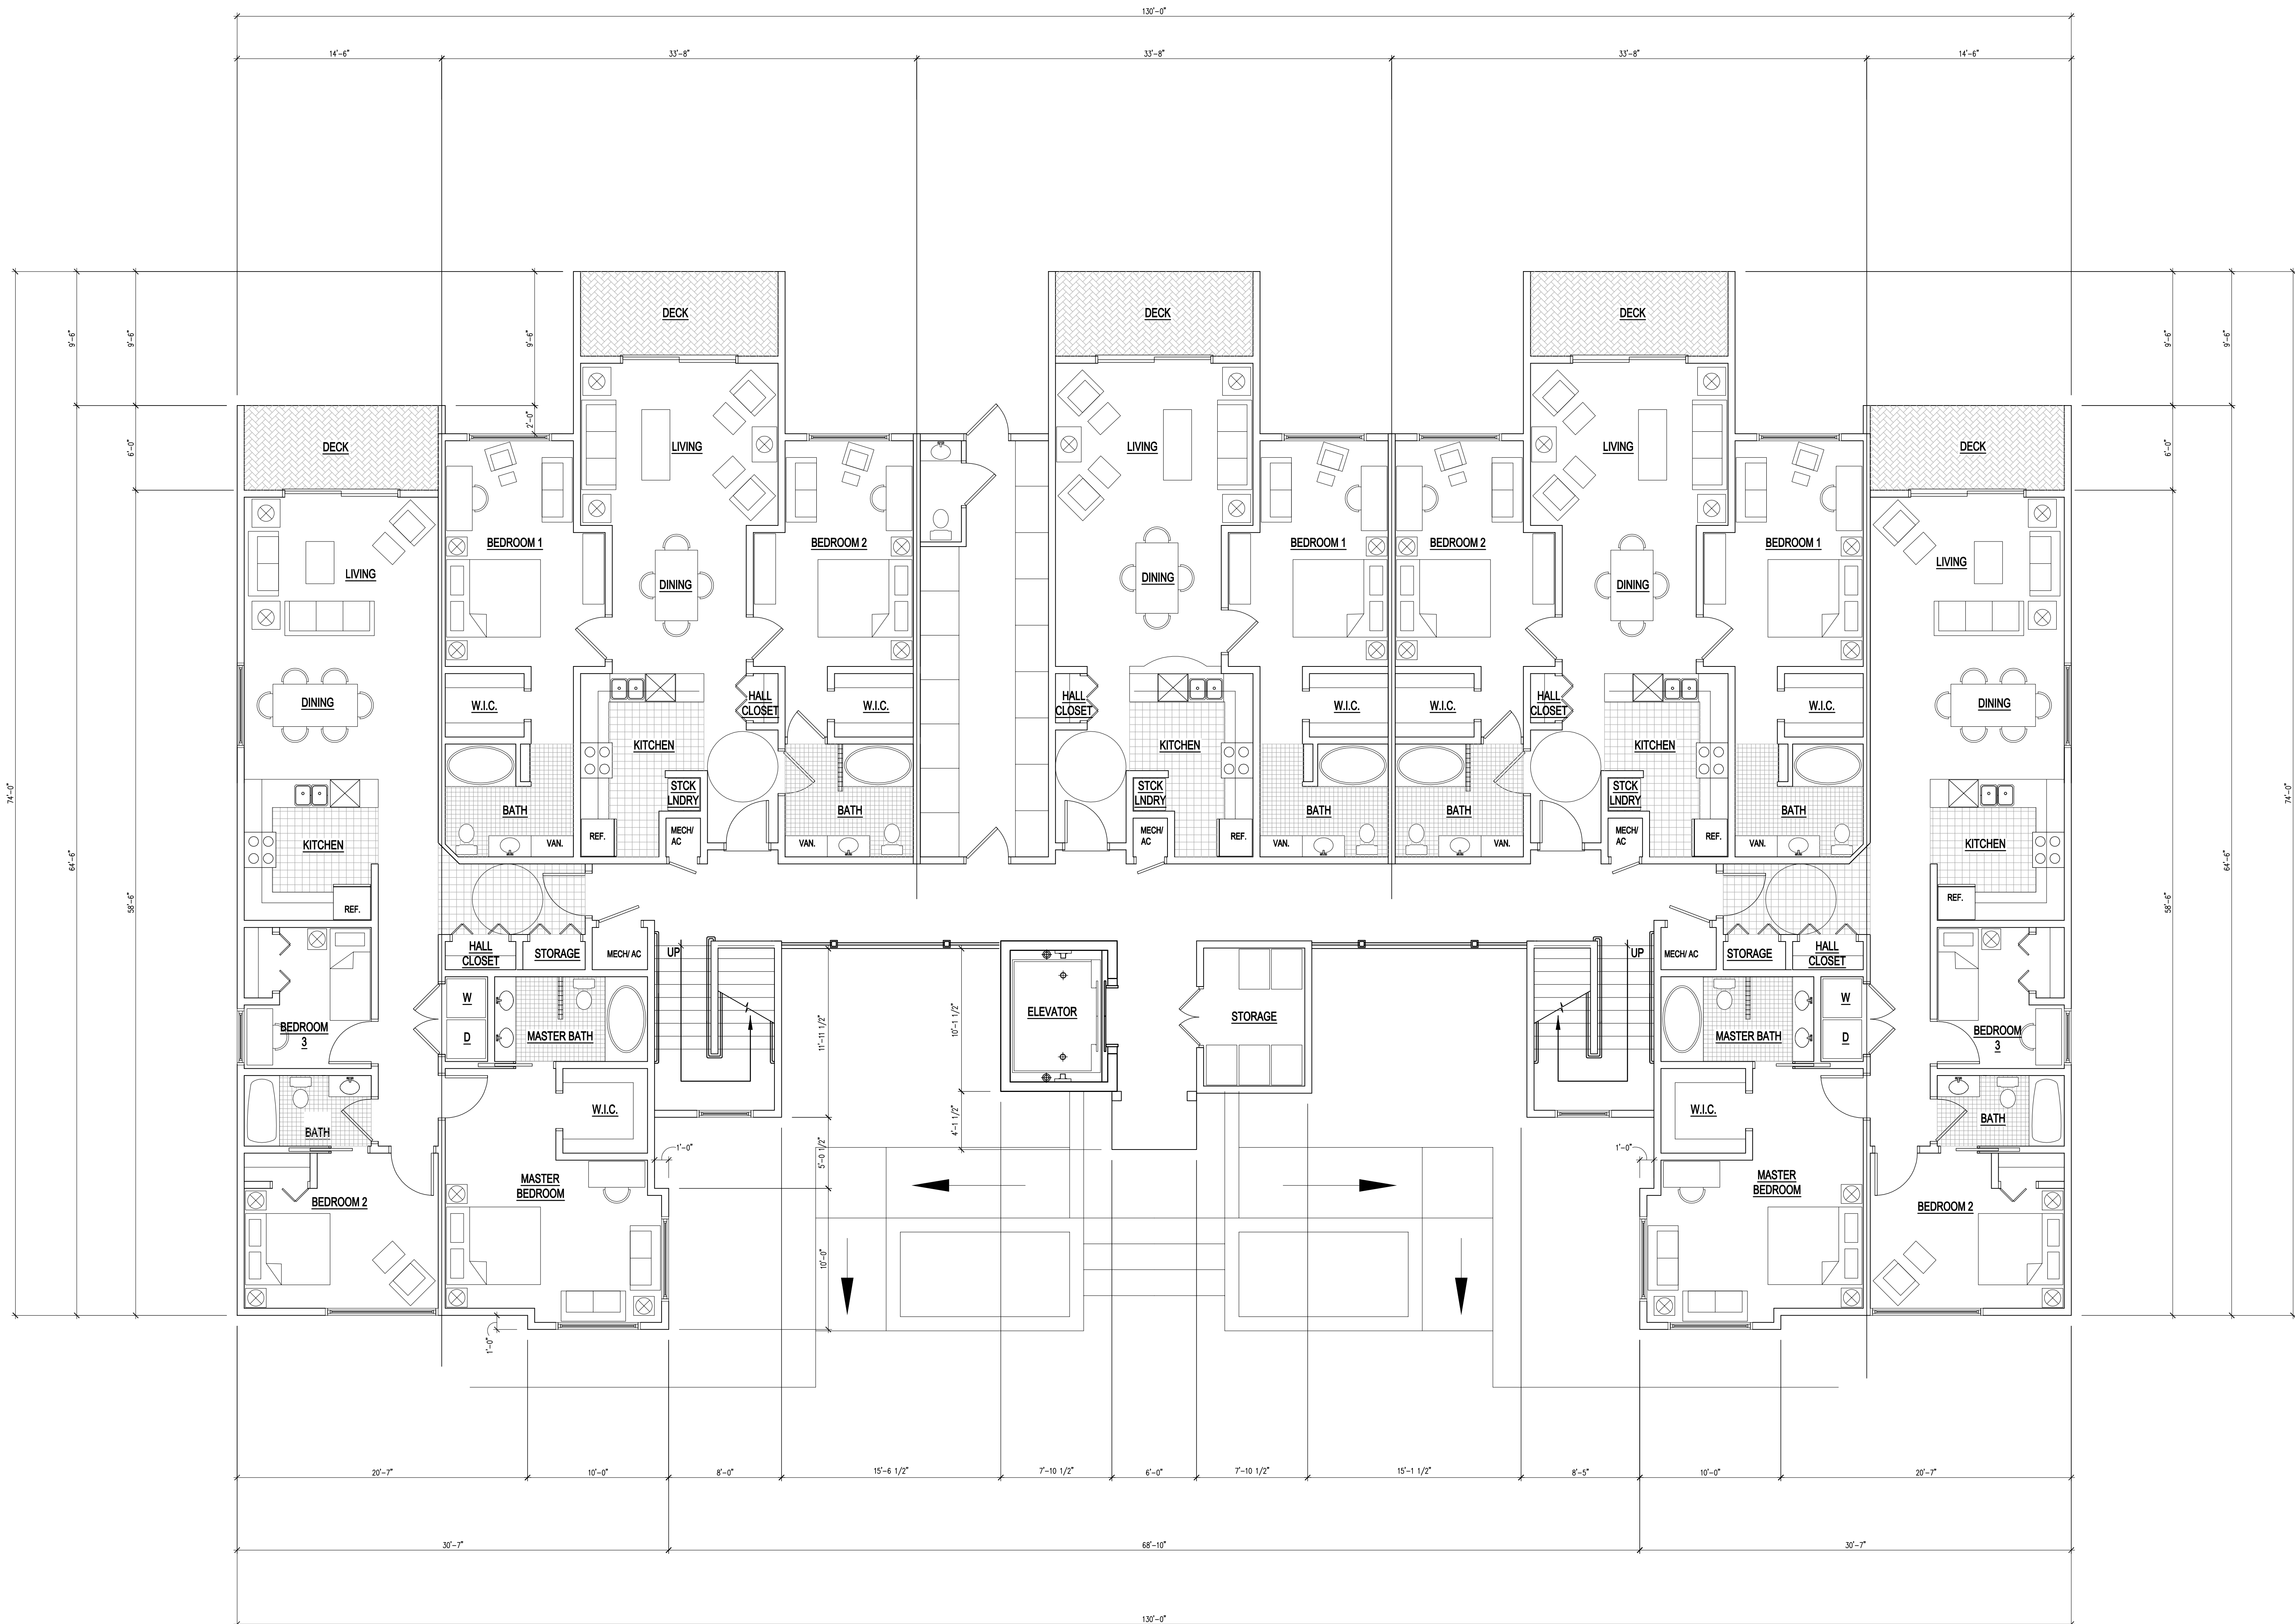 130'-0"
14'-6"
33'-8"
33'-8"
33'-8"
14'-6"
9'-6"
9'-6"
9'-6"
9'-6"
9'-6"
DECK
DECK
DECK
2'-0"
6'-0"
6'-0"
DECK
LIVING
LIVING
LIVING
DECK
BEDROOM 1
BEDROOM 2
BEDROOM 1
BEDROOM 2
BEDROOM 1
LIVING
DINING
DINING
DINING
LIVING
DINING
W.I.C.
HALL
CLOSET
W.I.C.
HALL
CLOSET
W.I.C.
W.I.C.
HALL
CLOSET
W.I.C.
DINING
KITCHEN
KITCHEN
KITCHEN
74'-0"
74'-0"
BATH
STCK
LNDRY
BATH
STCK
LNDRY
BATH
BATH
STCK
LNDRY
BATH
VAN.
REF.
MECH/
AC
VAN.
MECH/
AC
REF.
VAN.
VAN.
MECH/
AC
REF.
VAN.
KITCHEN
KITCHEN
64'-6"
64'-6"
58'-6"
58'-6"
REF.
REF.
HALL
CLOSET
STORAGE
MECH/ AC
UP
UP
MECH/ AC
STORAGE
HALL
CLOSET
W
D
MASTER BATH
11'-11 1/2"
10'-1 1/2"
ELEVATOR
STORAGE
MASTER BATH
W
D
BEDROOM
3
BEDROOM
3
W.I.C.
4'-1 1/2"
W.I.C.
BATH
BATH
1'-0"
5'-0 1/2"
1'-0"
MASTER
BEDROOM
MASTER
BEDROOM
BEDROOM 2
BEDROOM 2
10'-0"
1'-0"
20'-7"
10'-0"
8'-0"
15'-6 1/2"
7'-10 1/2"
6'-0"
7'-10 1/2"
15'-1 1/2"
8'-5"
10'-0"
20'-7"
30'-7"
68'-10"
30'-7"
130'-0"